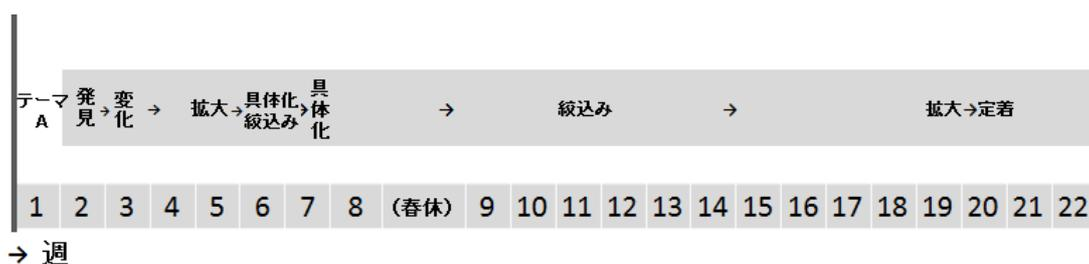 テーマA 発見→変化→ 拡大→具体化絞込み→具体化 → 絞込み → 拡大→定着
1 2 3 4 5 6 7 8 (春休) 9 10 11 12 13 14 15 16 17 18 19 20 21 22
→ 週